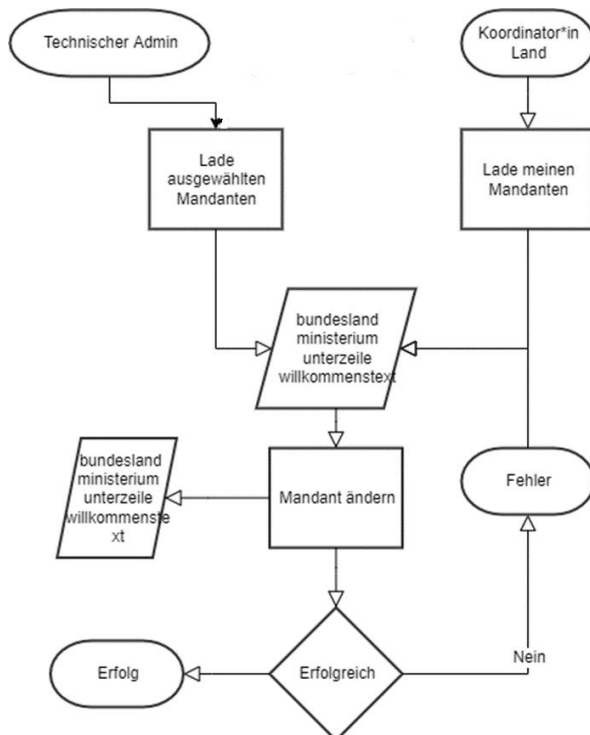 Technischer Admin
Koordinator*in
Land
Lade
ausgewählten
Mandanten
Lade meinen
Mandanten
bundesland
ministerium
unterzeile
willkommenstext
bundesland
ministerium
unterzeile
willkommenste
xt
Mandant ändern
Fehler
Erfolg
Erfolgreich
Nein